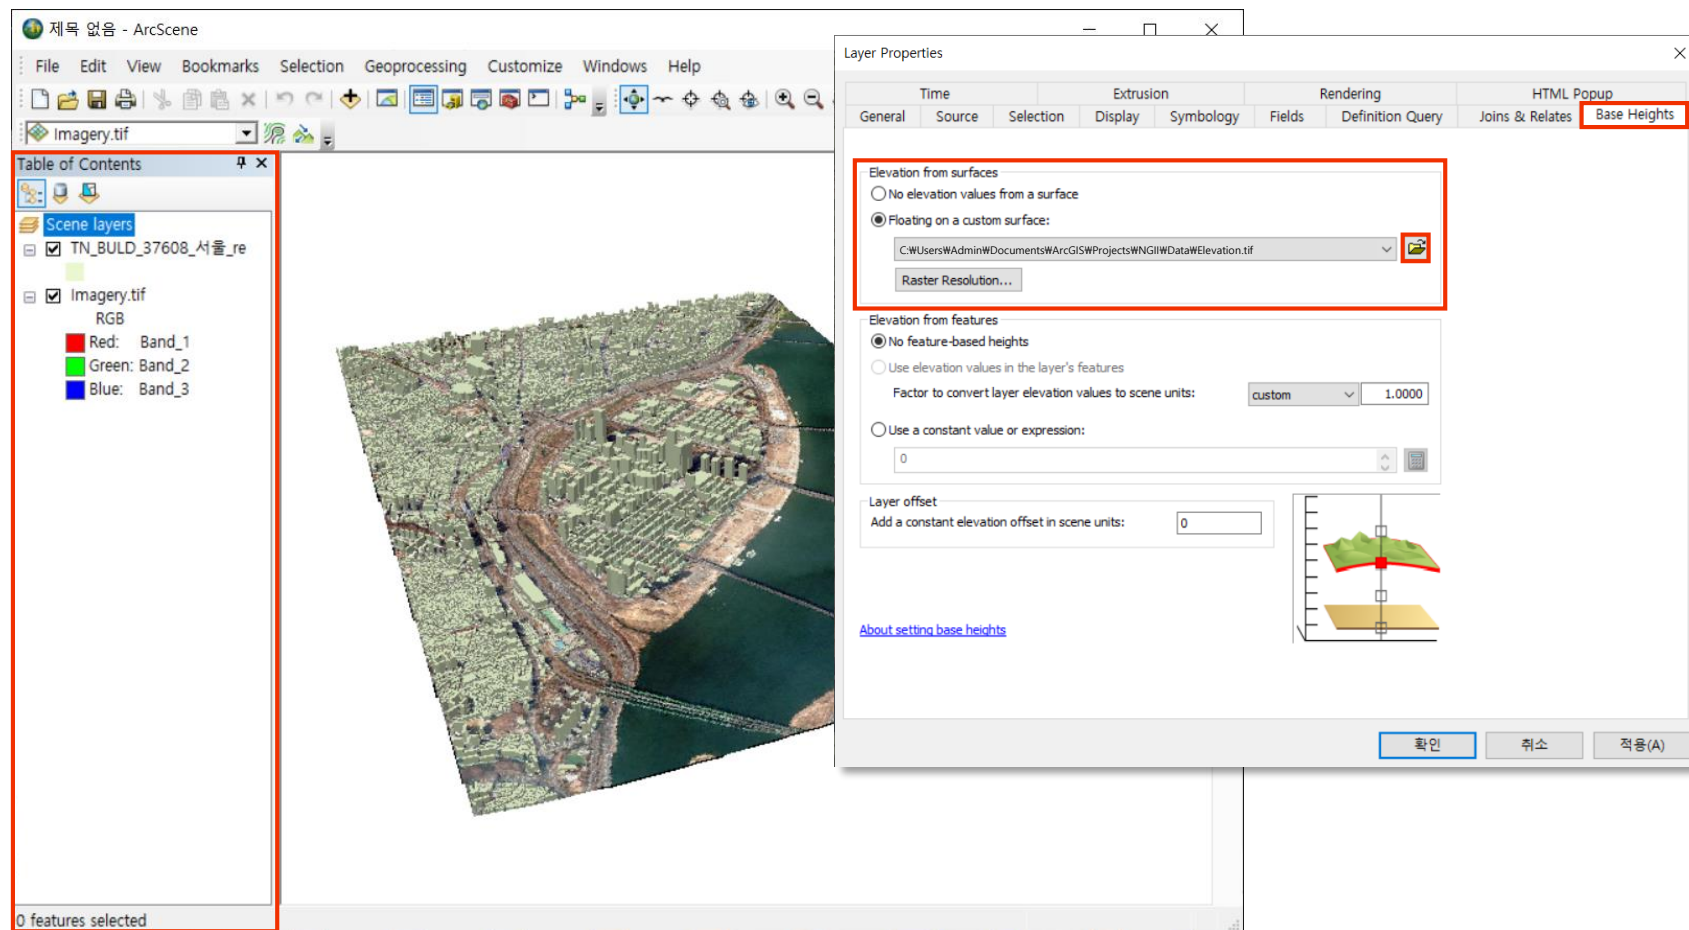 제목 없음 - ArcScene
File Edit View Bookmarks Selection Geoprocessing Customize Windows Help
Imagery.tif
Table of Contents
Scene layers
TN_BULD_37608_서울_re
Imagery.tif
RGB
Red: Band_1
Green: Band_2
Blue: Band_3
0 features selected
Layer Properties
Time Extrusion Rendering HTML Popup
General Source Selection Display Symbology Fields Definition Query Joins & Relates Base Heights
Elevation from surfaces
No elevation values from a surface
Floating on a custom surface:
C:₩Users₩Admin₩Documents₩ArcGIS₩Projects₩NGII₩Data₩Elevation.tif
Raster Resolution...
Elevation from features
No feature-based heights
Use elevation values in the layer's features
Factor to convert layer elevation values to scene units: custom 1.0000
Use a constant value or expression:
0
Layer offset
Add a constant elevation offset in scene units: 0
About setting base heights
확인 취소 적용(A)